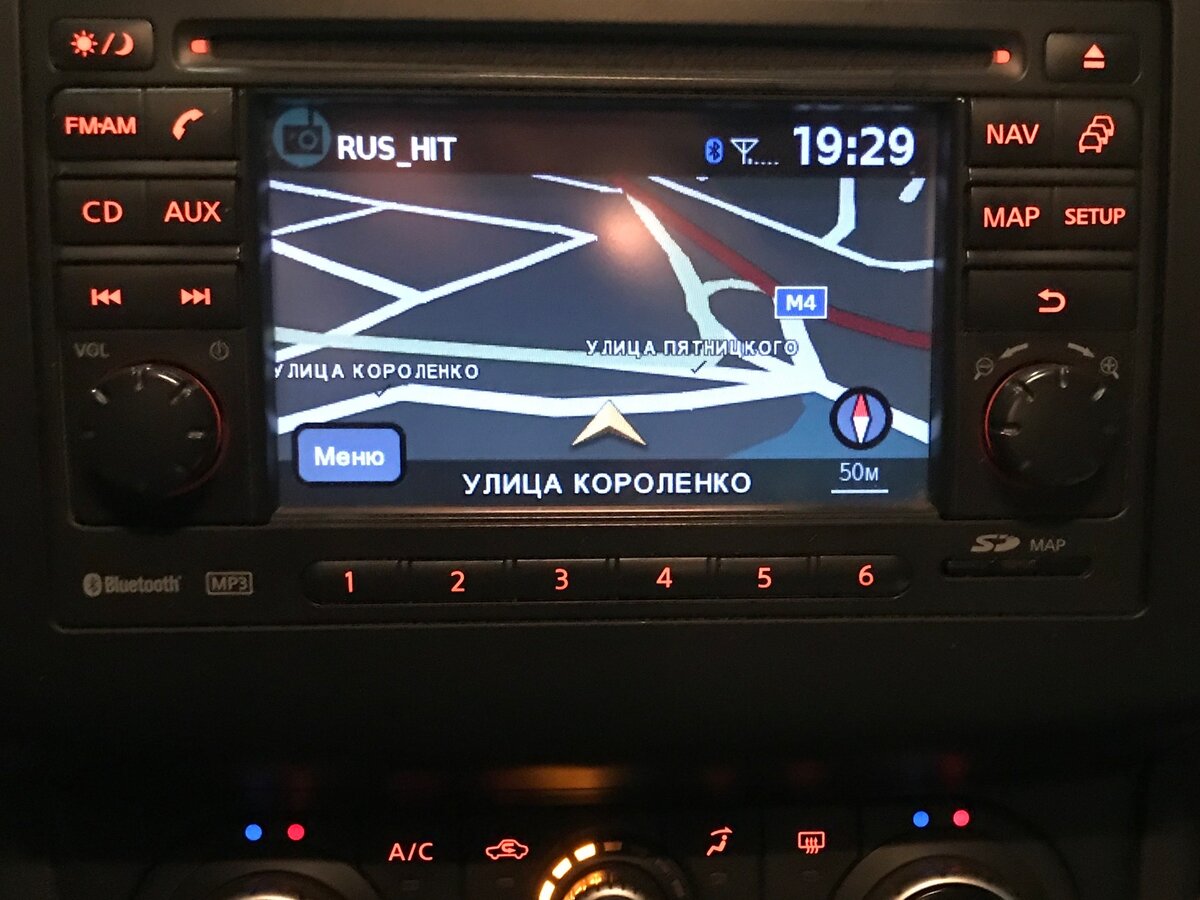 RUS_HIT 19:29
FM·AM NAV
CD AUX MAP SETUP
M4
УЛИЦА ПЯТНИЦКОГО
VOL
УЛИЦА КОРОЛЕНКО
Меню
50м
УЛИЦА КОРОЛЕНКО
SD MAP
Bluetooth MP3 1 2 3 4 5 6
A/C